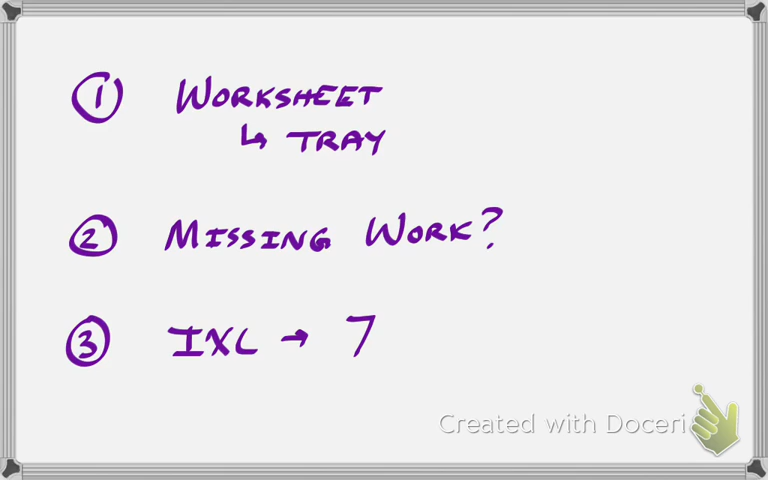 ① WORKSHEET
↳ TRAY
② MISSING WORK?
③ IXL → 7
Created with Doceri